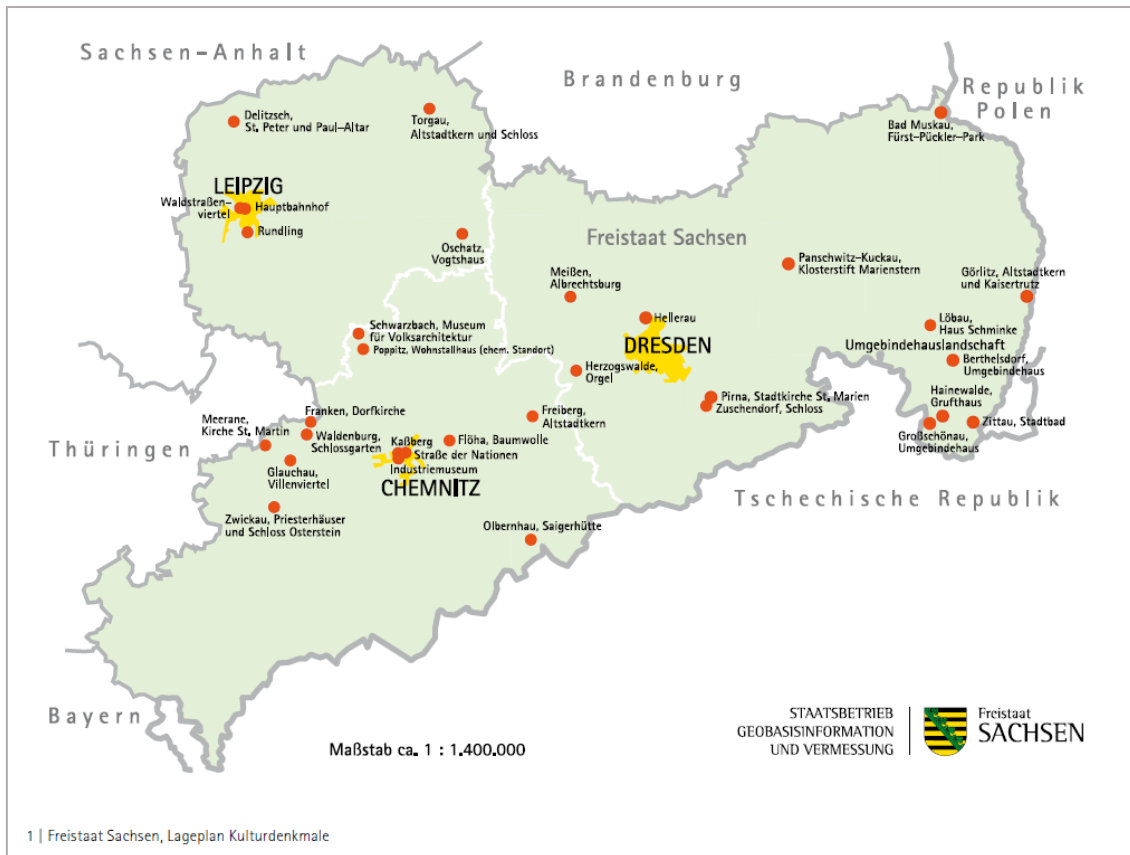 Sachsen-Anhalt
Brandenburg
Republik
Polen
Delitzsch,
St. Peter und Paul-Altar
Torgau,
Altstadtkern und Schloss
Bad Muskau,
Fürst-Pückler-Park
LEIPZIG
Waldstraßen-
viertel
Hauptbahnhof
Rundling
Oschatz,
Vogtshaus
Freistaat Sachsen
Meißen,
Albrechtsburg
Panschwitz-Kuckau,
Klosterstift Marienstern
Görlitz, Altstadtkern
und Kaisertrutz
Hellerau
DRESDEN
Löbau,
Haus Schminke
Umgebindehauslandschaft
Berthelsdorf,
Umgebindehaus
Schwarzbach, Museum
für Volksarchitektur
Poppitz, Wohnstallhaus (ehem. Standort)
Herzogswalde,
Orgel
Pirna, Stadtkirche St. Marien
Zuschendorf, Schloss
Hainewalde,
Grufthaus
Zittau, Stadtbad
Großschönau,
Umgebindehaus
Freiberg,
Altstadtkern
Franken, Dorfkirche
Meerane,
Kirche St. Martin
Waldenburg,
Schlossgarten
Thüringen
Glauchau,
Villenviertel
Kaßberg
Flöha, Baumwolle
Straße der Nationen
Industriemuseum
CHEMNITZ
Zwickau, Priesterhäuser
und Schloss Osterstein
Olbernhau, Saigerhütte
Tschechische Republik
Bayern
Maßstab ca. 1 : 1.400.000
STAATSBETRIEB
GEOBASISINFORMATION
UND VERMESSUNG
Freistaat
SACHSEN
1 | Freistaat Sachsen, Lageplan Kulturdenkmale